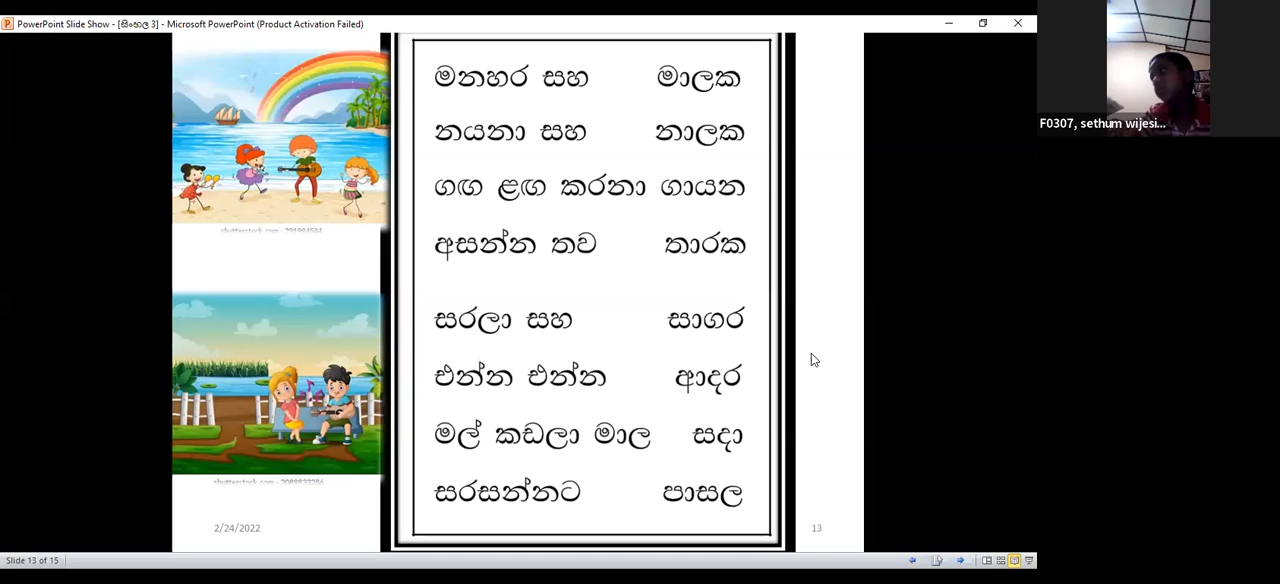 PowerPoint Slide Show - [සිංහල 3] - Microsoft PowerPoint (Product Activation Failed)
F0307, sethum wijesi...
මනහර සහ මාලක
නයනා සහ නාලක
ගඟ ළඟ කරනා ගායන
අසන්න තව තාරක
සරලා සහ සාගර
එන්න එන්න ආදර
මල් කඩලා මාල සදා
සරසන්නට පාසල
2/24/2022
13
Slide 13 of 15